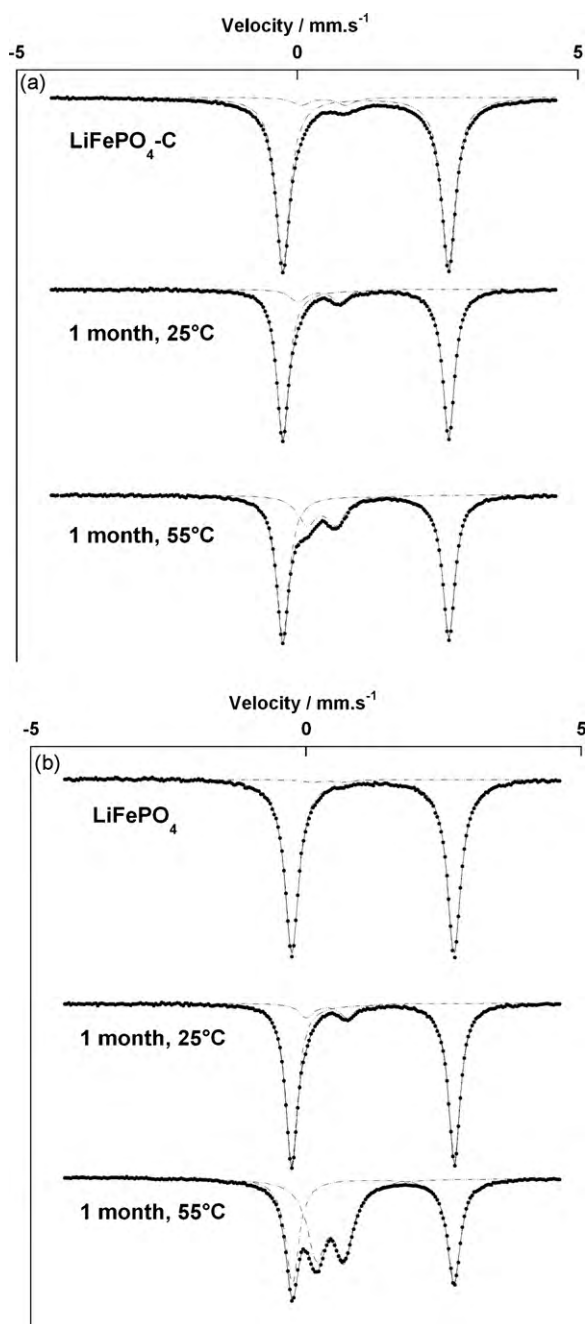 Velocity / mm.s⁻¹
-5 0 5
(a)
LiFePO₄-C
1 month, 25°C
1 month, 55°C
Velocity / mm.s⁻¹
-5 0 5
(b)
LiFePO₄
1 month, 25°C
1 month, 55°C